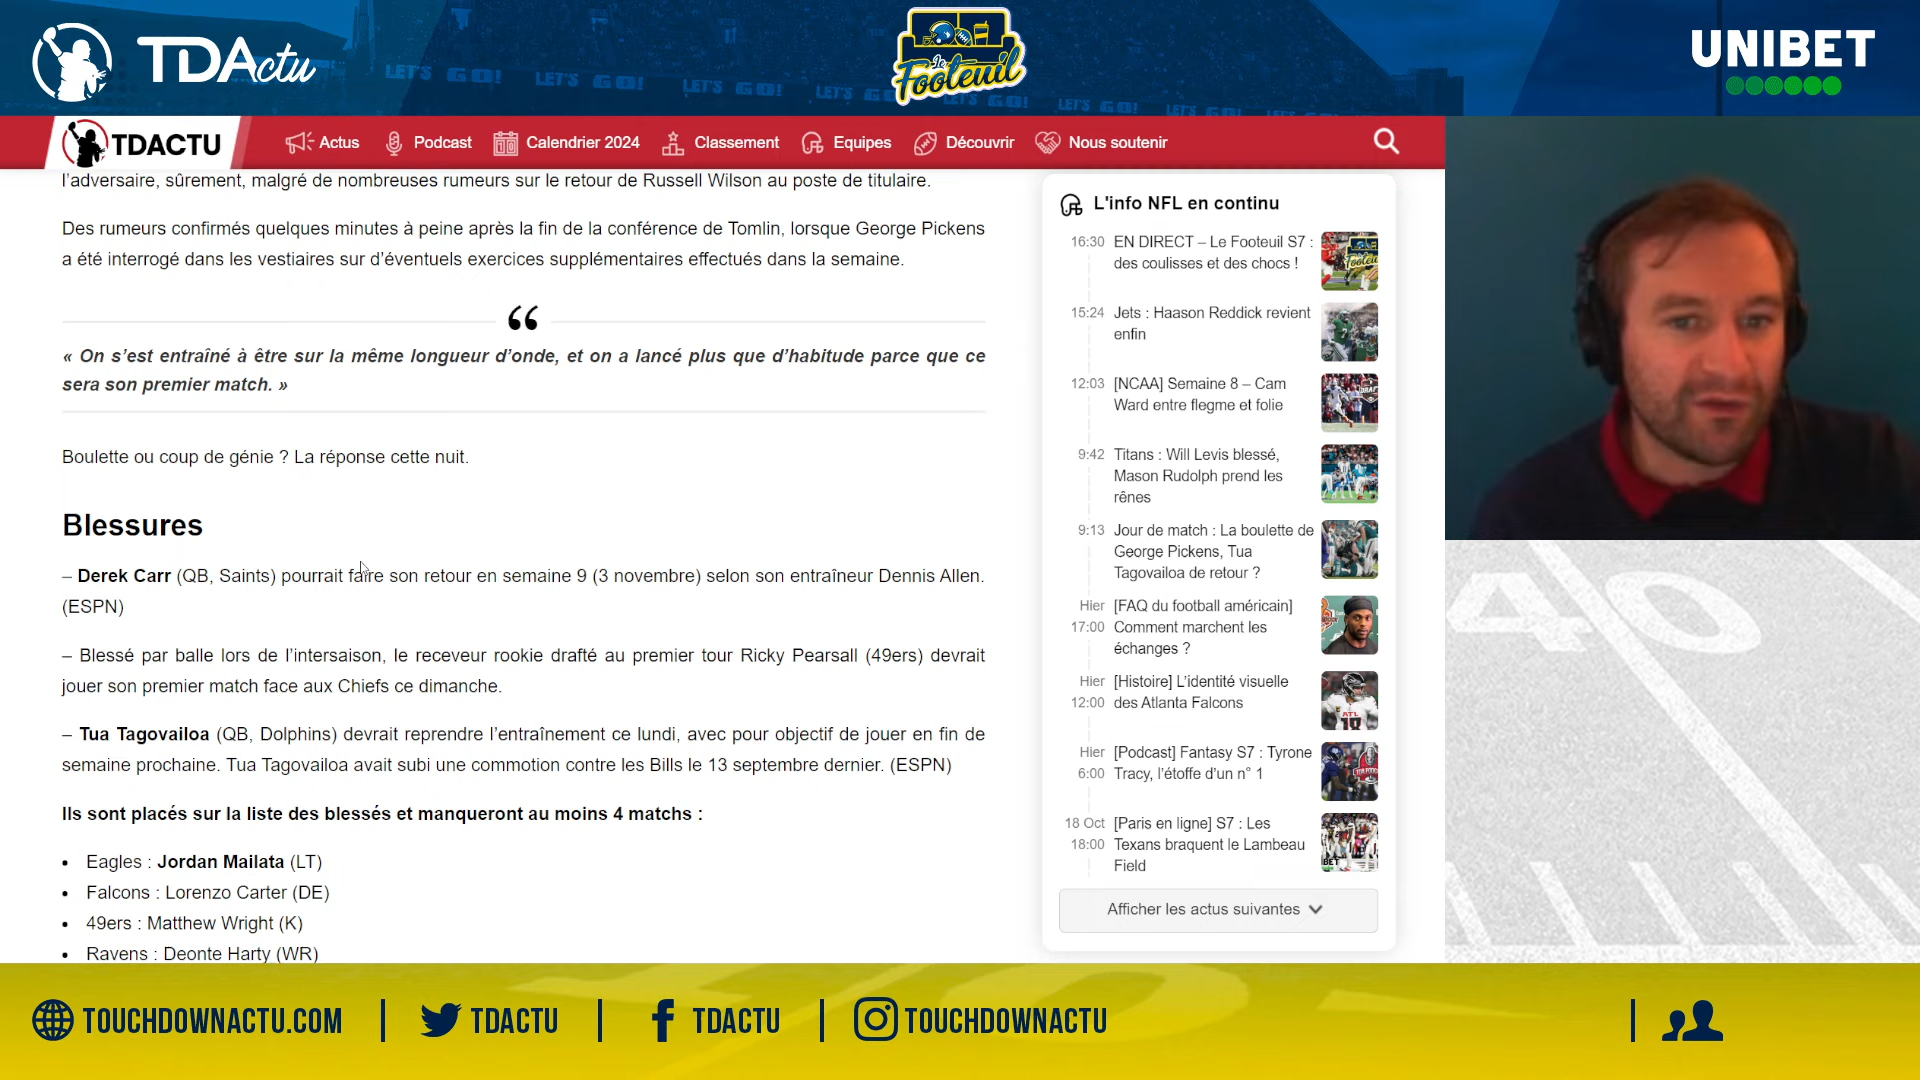 TDActu
LET'S GO! LET'S GO! LET'S GO! LET'S GO! LET'S GO! LET'S GO! LET'S GO!
le
Footeuil
UNIBET
TDACTU
Actus
Podcast
Calendrier 2024
Classement
Equipes
Découvrir
Nous soutenir
l’adversaire, sûrement, malgré de nombreuses rumeurs sur le retour de Russell Wilson au poste de titulaire.
Des rumeurs confirmés quelques minutes à peine après la fin de la conférence de Tomlin, lorsque George Pickens
a été interrogé dans les vestiaires sur d’éventuels exercices supplémentaires effectués dans la semaine.
“
« On s’est entraîné à être sur la même longueur d’onde, et on a lancé plus que d’habitude parce que ce
sera son premier match. »
Boulette ou coup de génie ? La réponse cette nuit.
Blessures
– Derek Carr (QB, Saints) pourrait faire son retour en semaine 9 (3 novembre) selon son entraîneur Dennis Allen.
(ESPN)
– Blessé par balle lors de l’intersaison, le receveur rookie drafté au premier tour Ricky Pearsall (49ers) devrait
jouer son premier match face aux Chiefs ce dimanche.
– Tua Tagovailoa (QB, Dolphins) devrait reprendre l’entraînement ce lundi, avec pour objectif de jouer en fin de
semaine prochaine. Tua Tagovailoa avait subi une commotion contre les Bills le 13 septembre dernier. (ESPN)
Ils sont placés sur la liste des blessés et manqueront au moins 4 matchs :
• Eagles : Jordan Mailata (LT)
• Falcons : Lorenzo Carter (DE)
• 49ers : Matthew Wright (K)
• Ravens : Deonte Harty (WR)
L'info NFL en continu
16:30 EN DIRECT – Le Footeuil S7 :
des coulisses et des chocs !
15:24 Jets : Haason Reddick revient
enfin
12:03 [NCAA] Semaine 8 – Cam
Ward entre flegme et folie
9:42 Titans : Will Levis blessé,
Mason Rudolph prend les
rênes
9:13 Jour de match : La boulette de
George Pickens, Tua
Tagovailoa de retour ?
Hier [FAQ du football américain]
17:00 Comment marchent les
échanges ?
Hier [Histoire] L’identité visuelle
12:00 des Atlanta Falcons
Hier [Podcast] Fantasy S7 : Tyrone
6:00 Tracy, l’étoffe d’un n° 1
18 Oct [Paris en ligne] S7 : Les
18:00 Texans braquent le Lambeau
Field
Afficher les actus suivantes
40
TOUCHDOWNACTU.COM
TDACTU
TDACTU
TOUCHDOWNACTU